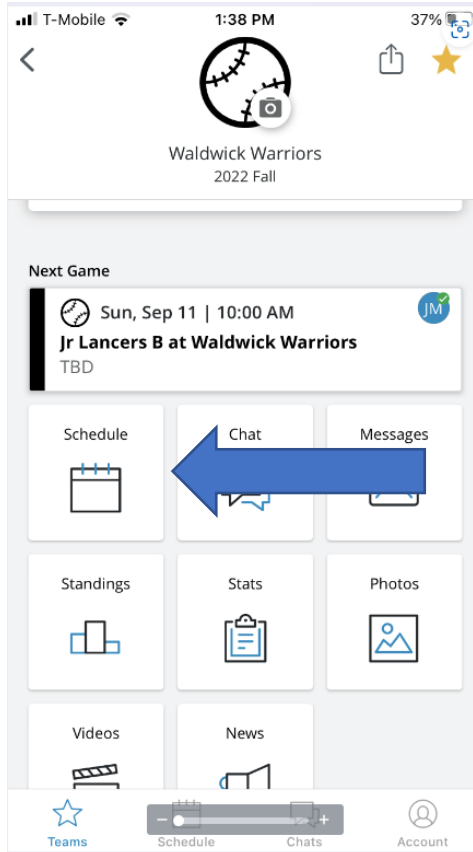 T-Mobile 1:38 PM 37%
Waldwick Warriors
2022 Fall
Next Game
Sun, Sep 11 | 10:00 AM JM
Jr Lancers B at Waldwick Warriors
TBD
Schedule Chat Messages
Standings Stats Photos
Videos News
Teams Schedule Chats Account